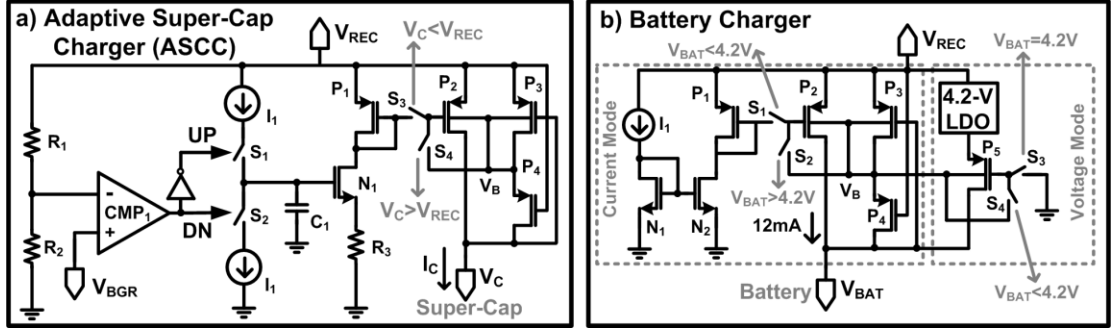 a) Adaptive Super-Cap
Charger (ASCC)
V_REC
V_C<V_REC
I_1
P_1
S_3
P_2
P_3
R_1
UP
S_1
S_4
P_4
-
CMP_1
+
DN
S_2
N_1
V_B
C_1
V_C>V_REC
R_2
I_1
R_3
V_BGR
I_C
V_C
Super-Cap
b) Battery Charger
V_REC
V_BAT<4.2V
V_BAT=4.2V
Current Mode
I_1
P_1
S_1
P_2
P_3
4.2-V
LDO
Voltage Mode
S_2
P_5
S_3
V_B
V_BAT>4.2V
S_4
P_4
N_1
N_2
12mA
Battery
V_BAT
V_BAT<4.2V